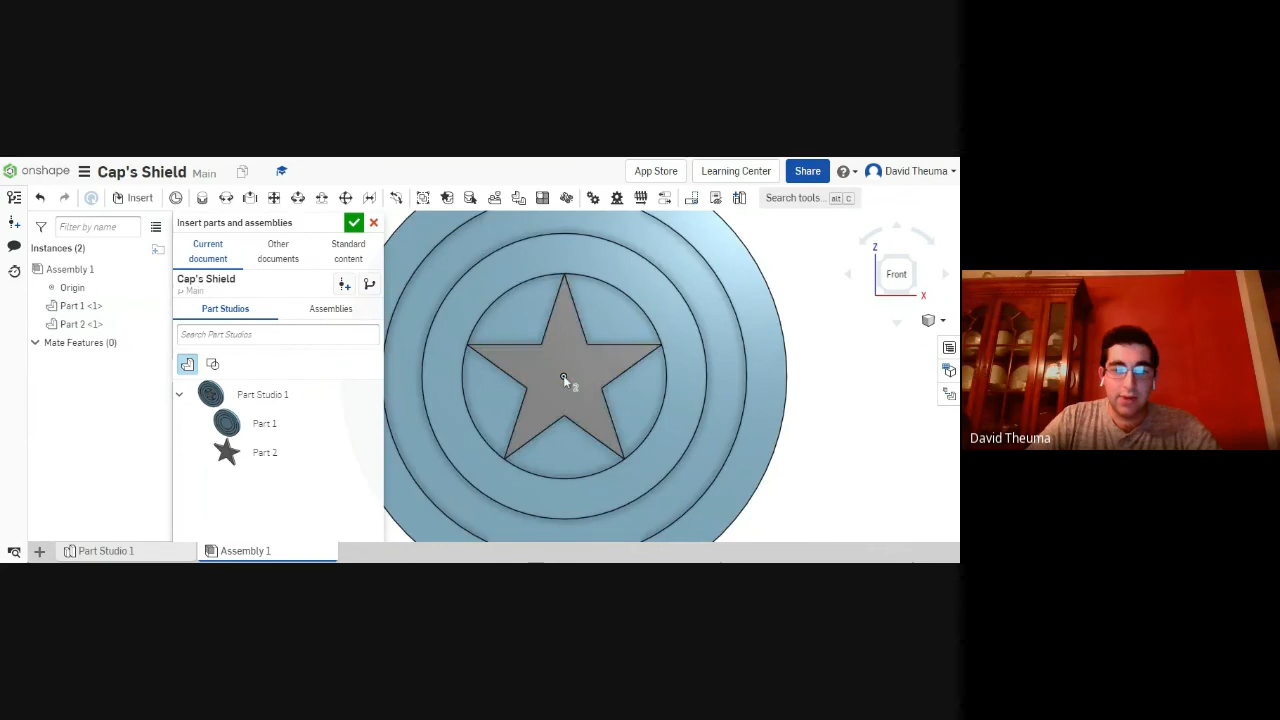 onshape Cap's Shield Main App Store Learning Center Share David Theuma
Insert Search tools... alt C
Filter by name
Instances (2)
Assembly 1
Origin
Part 1 <1>
Part 2 <1>
Mate Features (0)
Insert parts and assemblies
Current document
Other documents
Standard content
Cap's Shield
Main
Part Studios Assemblies
Search Part Studios
Part Studio 1
Part 1
Part 2
Z
Front
X
Part Studio 1
Assembly 1
David Theuma